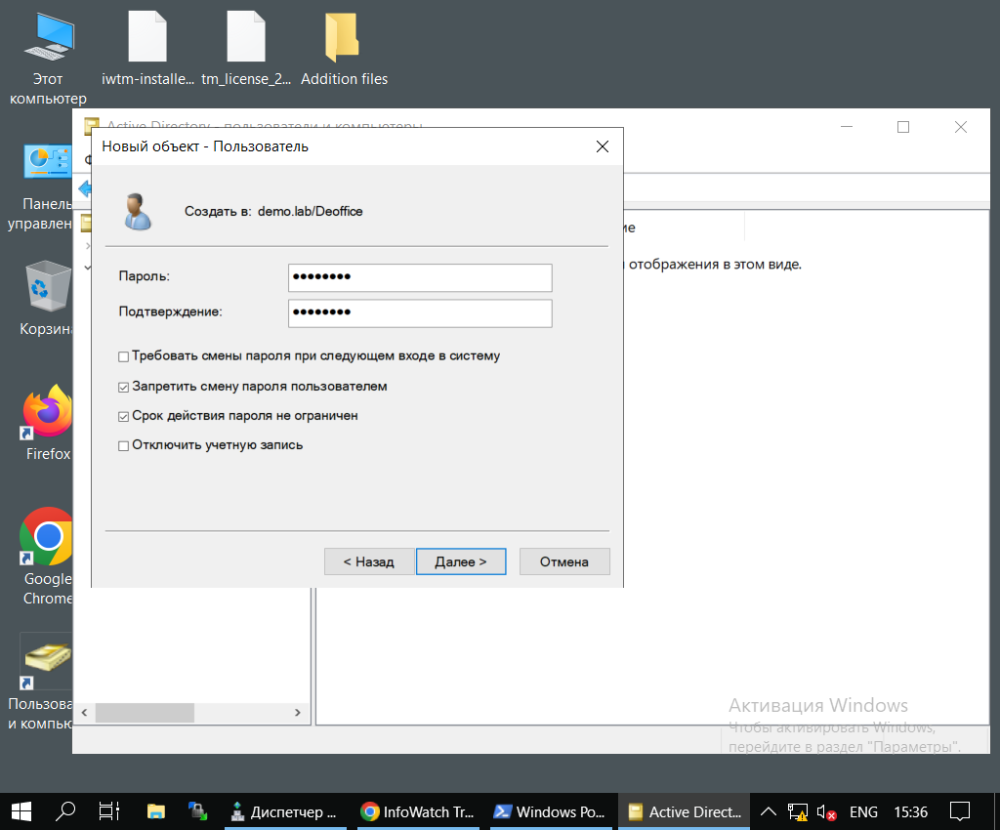 Этот
компьютер
iwtm-installe...
tm_license_2...
Addition files
Active Directory - пользователи и компьютеры
Новый объект - Пользователь
Панель
управлен
Создать в: demo.lab/Deoffice
ие
отображения в этом виде.
Пароль:
Подтверждение:
Корзина
Требовать смены пароля при следующем входе в систему
Запретить смену пароля пользователем
Срок действия пароля не ограничен
Отключить учетную запись
Firefox
< Назад
Далее >
Отмена
Google
Chrome
Пользова
и компью
Активация Windows
Чтобы активировать Windows,
перейдите в раздел "Параметры".
Диспетчер ...
InfoWatch Tr...
Windows Po...
Active Direct...
ENG
15:36